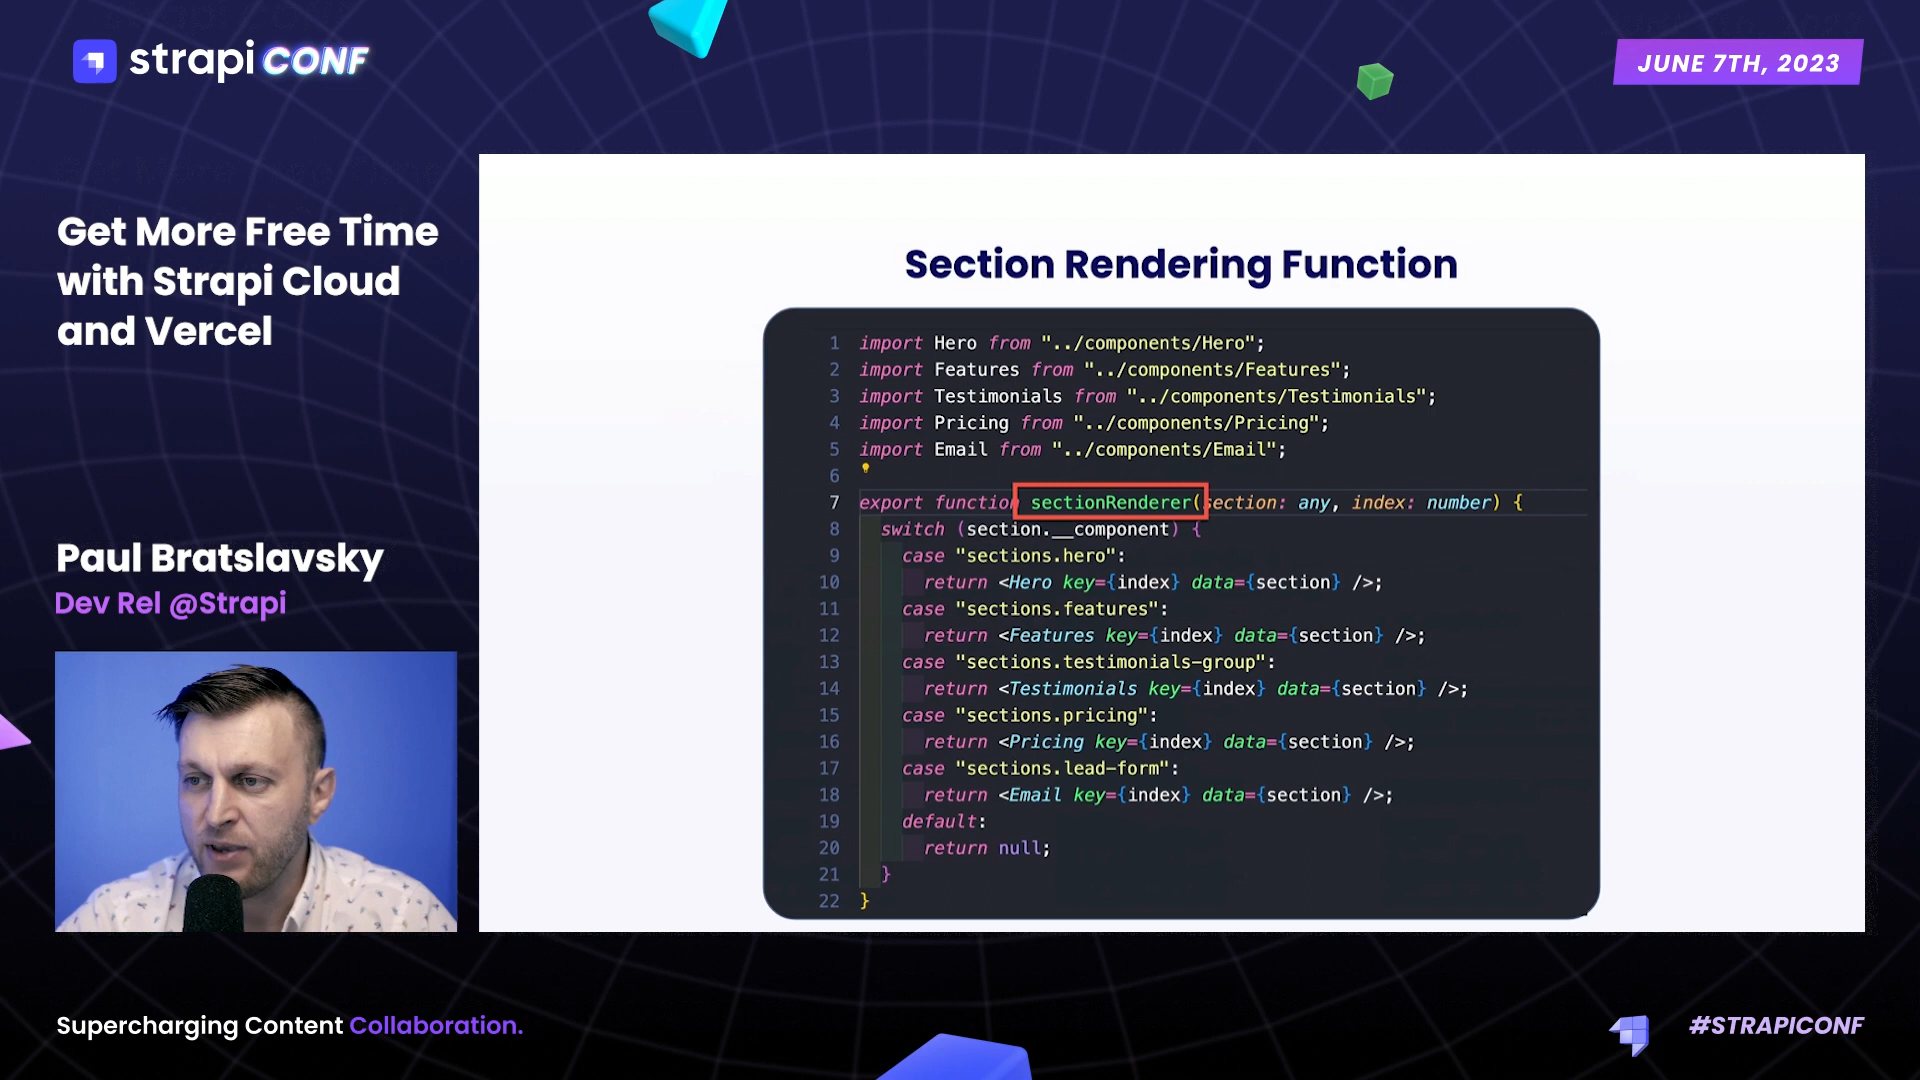 strapi CONF
JUNE 7TH, 2023
Get More Free Time
with Strapi Cloud
and Vercel
Paul Bratslavsky
Dev Rel @Strapi
Section Rendering Function
1 import Hero from "../components/Hero";
2 import Features from "../components/Features";
3 import Testimonials from "../components/Testimonials";
4 import Pricing from "../components/Pricing";
5 import Email from "../components/Email";
6
7 export function sectionRenderer(section: any, index: number) {
8 switch (section.__component) {
9 case "sections.hero":
10 return <Hero key={index} data={section} />;
11 case "sections.features":
12 return <Features key={index} data={section} />;
13 case "sections.testimonials-group":
14 return <Testimonials key={index} data={section} />;
15 case "sections.pricing":
16 return <Pricing key={index} data={section} />;
17 case "sections.lead-form":
18 return <Email key={index} data={section} />;
19 default:
20 return null;
21 }
22 }
Supercharging Content Collaboration.
#STRAPICONF